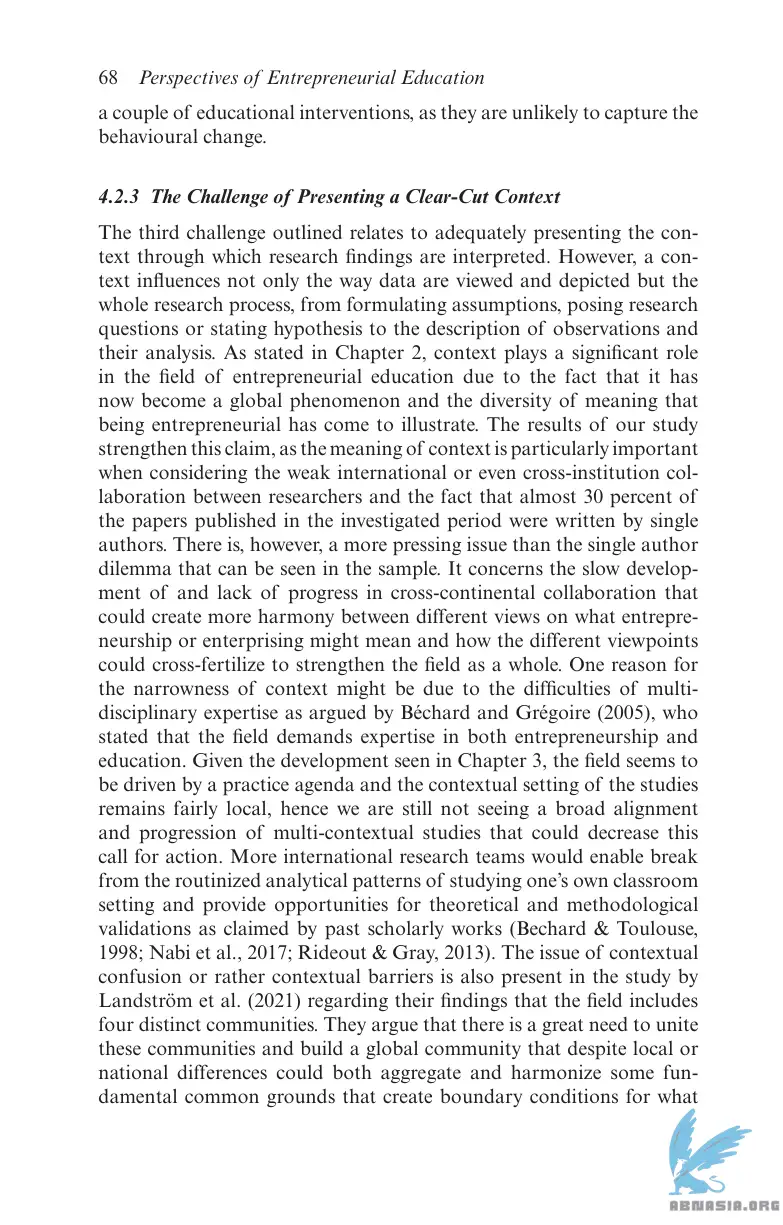 68 Perspectives of Entrepreneurial Education
a couple of educational interventions, as they are unlikely to capture the
behavioural change.
4.2.3 The Challenge of Presenting a Clear-Cut Context
The third challenge outlined relates to adequately presenting the con-
text through which research findings are interpreted. However, a con-
text influences not only the way data are viewed and depicted but the
whole research process, from formulating assumptions, posing research
questions or stating hypothesis to the description of observations and
their analysis. As stated in Chapter 2, context plays a significant role
in the field of entrepreneurial education due to the fact that it has
now become a global phenomenon and the diversity of meaning that
being entrepreneurial has come to illustrate. The results of our study
strengthen this claim, as the meaning of context is particularly important
when considering the weak international or even cross-institution col-
laboration between researchers and the fact that almost 30 percent of
the papers published in the investigated period were written by single
authors. There is, however, a more pressing issue than the single author
dilemma that can be seen in the sample. It concerns the slow develop-
ment of and lack of progress in cross-continental collaboration that
could create more harmony between different views on what entrepre-
neurship or enterprising might mean and how the different viewpoints
could cross-fertilize to strengthen the field as a whole. One reason for
the narrowness of context might be due to the difficulties of multi-
disciplinary expertise as argued by Béchard and Grégoire (2005), who
stated that the field demands expertise in both entrepreneurship and
education. Given the development seen in Chapter 3, the field seems to
be driven by a practice agenda and the contextual setting of the studies
remains fairly local, hence we are still not seeing a broad alignment
and progression of multi-contextual studies that could decrease this
call for action. More international research teams would enable break
from the routinized analytical patterns of studying one's own classroom
setting and provide opportunities for theoretical and methodological
validations as claimed by past scholarly works (Bechard & Toulouse,
1998; Nabi et al., 2017; Rideout & Gray, 2013). The issue of contextual
confusion or rather contextual barriers is also present in the study by
Landström et al. (2021) regarding their findings that the field includes
four distinct communities. They argue that there is a great need to unite
these communities and build a global community that despite local or
national differences could both aggregate and harmonize some fun-
damental common grounds that create boundary conditions for what
ABNASIA.ORG